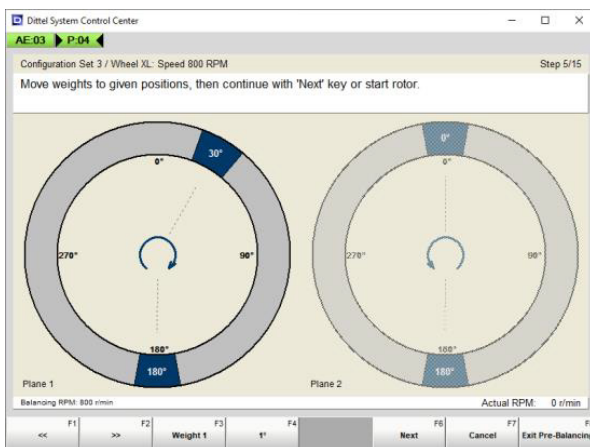 Dittel System Control Center
AE:03 P:04
Configuration Set 3 / Wheel XL: Speed 800 RPM Step 5/15
Move weights to given positions, then continue with 'Next' key or start rotor.
30° 0°
0° 0°
270° 90° 270° 90°
180° 180°
180° 180°
Plane 1 Plane 2
Balancing RPM: 800 r/min Actual RPM: 0 r/min
F1 F2 F3 F4 F6 F7
<< >> Weight 1 1° Next Cancel Exit Pre-Balancing